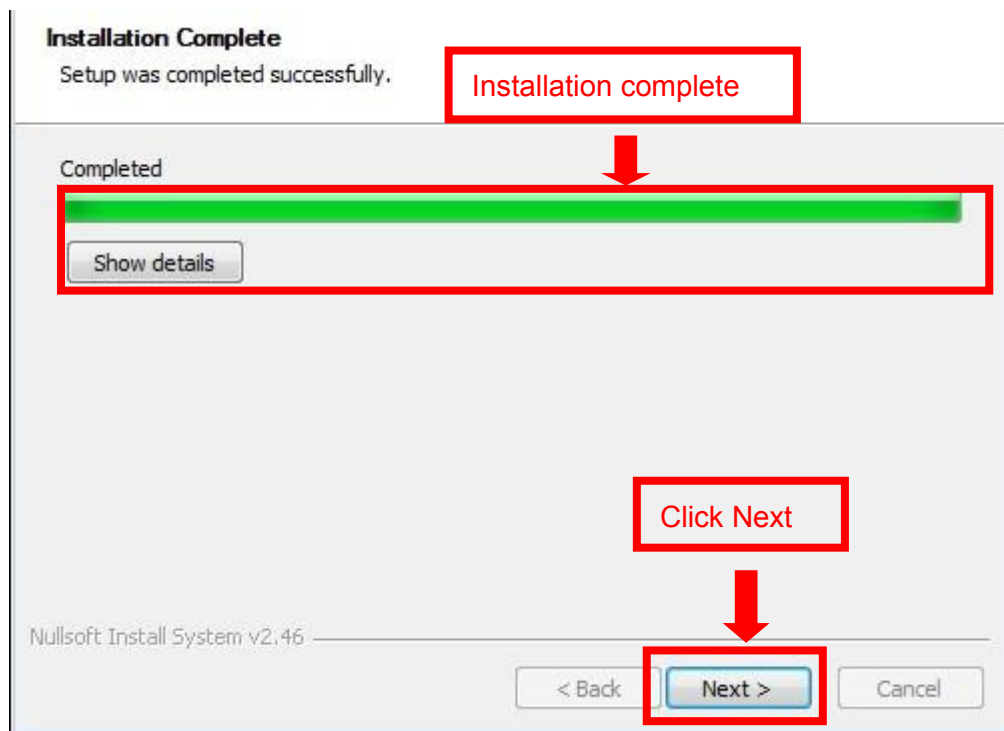 Installation Complete
Setup was completed successfully.
Installation complete
Completed
Show details
Click Next
Nullsoft Install System v2.46
< Back
Next >
Cancel